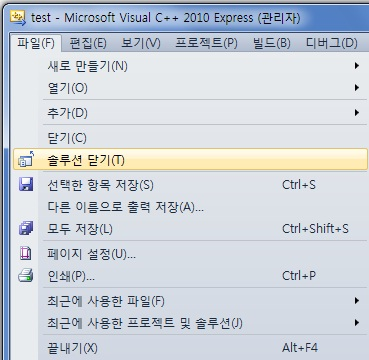 test - Microsoft Visual C++ 2010 Express (관리자)
파일(F) 편집(E) 보기(V) 프로젝트(P) 빌드(B) 디버그(D)
새로 만들기(N)
열기(O)
추가(D)
닫기(C)
솔루션 닫기(T)
선택한 항목 저장(S) Ctrl+S
다른 이름으로 출력 저장(A)...
모두 저장(L) Ctrl+Shift+S
페이지 설정(U)...
인쇄(P)... Ctrl+P
최근에 사용한 파일(F)
최근에 사용한 프로젝트 및 솔루션(J)
끝내기(X) Alt+F4